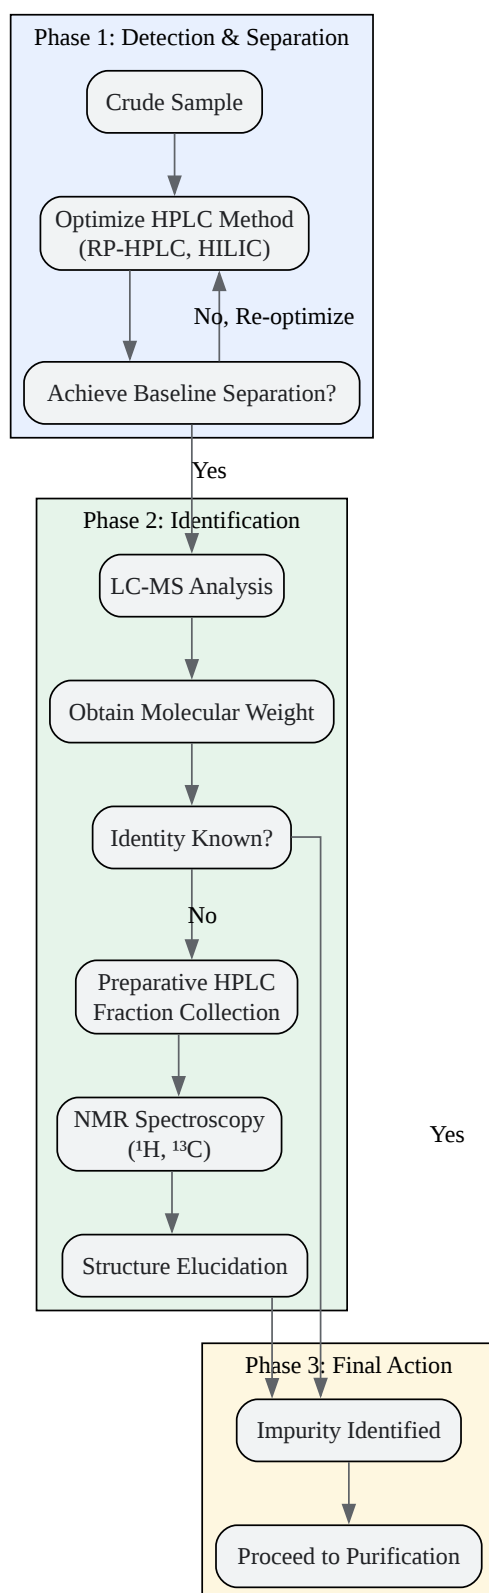 Phase 1: Detection & Separation
Crude Sample
Optimize HPLC Method
(RP-HPLC, HILIC)
No, Re-optimize
Achieve Baseline Separation?
Yes
Phase 2: Identification
LC-MS Analysis
Obtain Molecular Weight
Identity Known?
No
Preparative HPLC
Fraction Collection
NMR Spectroscopy
(¹H, ¹³C)
Yes
Structure Elucidation
Phase 3: Final Action
Impurity Identified
Proceed to Purification